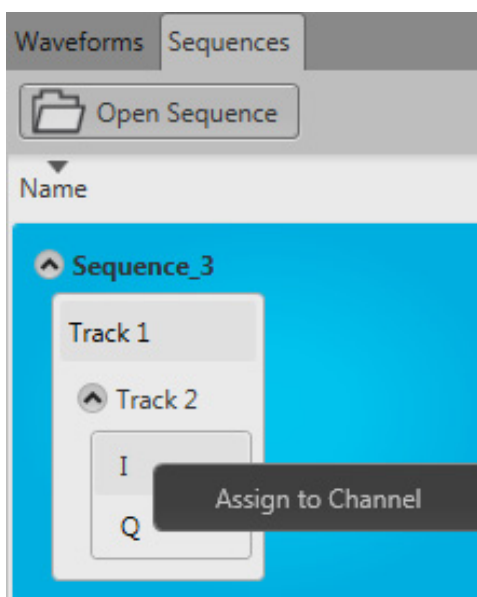 Waveforms Sequences
Open Sequence
Name
Sequence_3
Track 1
Track 2
I
Assign to Channel
Q